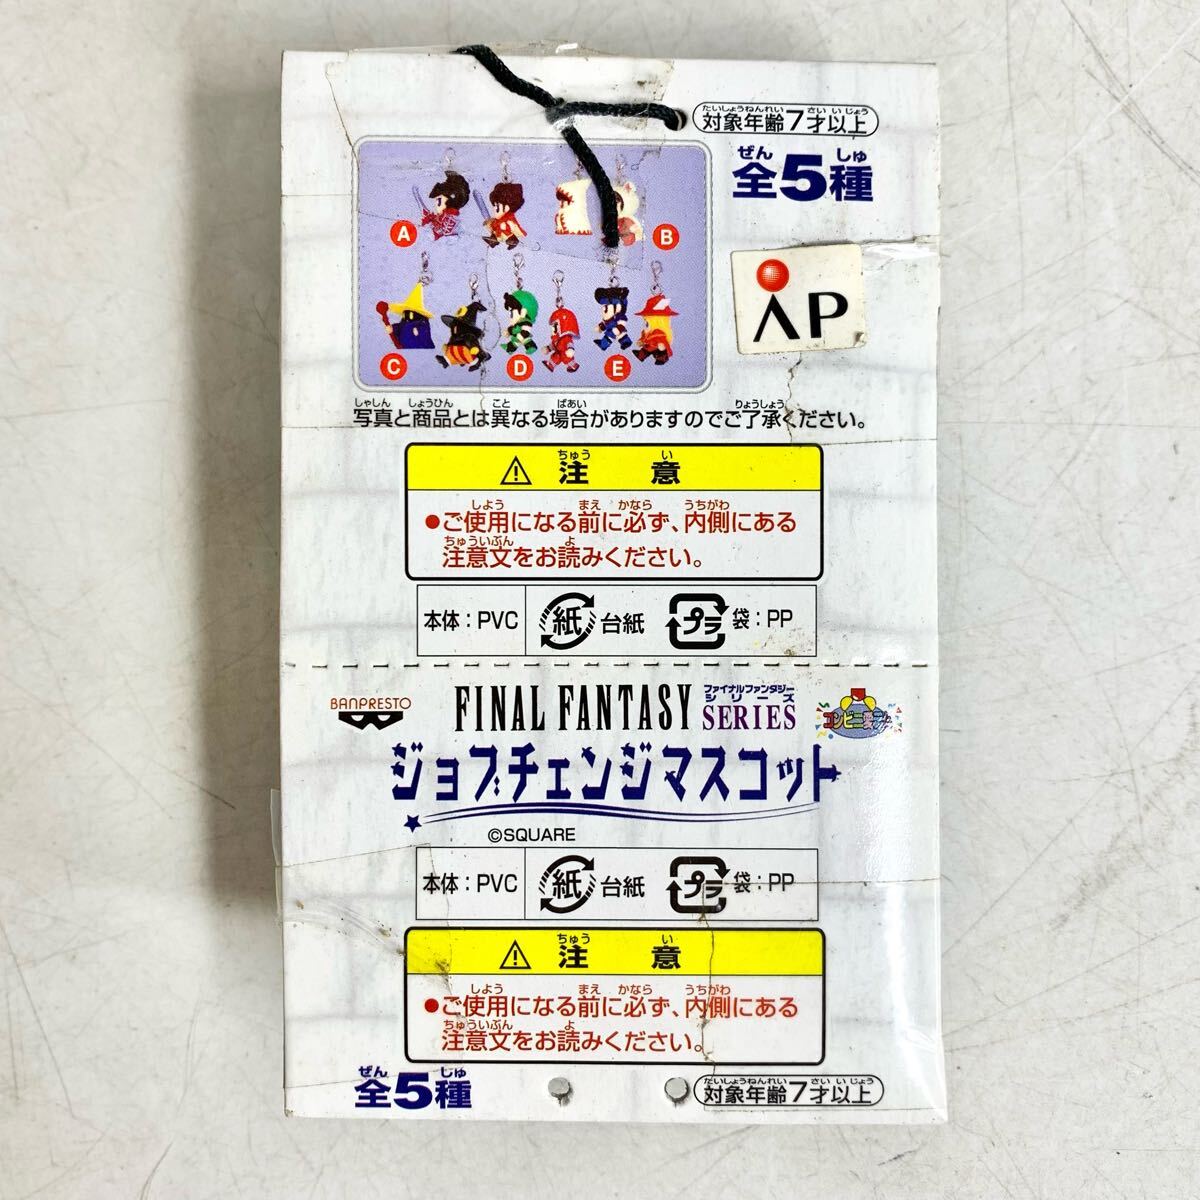 たいしょうねんれい さい いじょう
対象年齢7才以上
ぜん しゅ
全5種
A
B
C
D
E
AP
しゃしん しょうひん こと ばあい りょうしょう
写真と商品とは異なる場合がありますのでご了承ください。
ちゅう い
⚠注意
しよう まえ かなら うちがわ
●ご使用になる前に必ず、内側にある
ちゅういぶん よ
注意文をお読みください。
本体：PVC 紙 台紙 プラ 袋：PP
BANPRESTO
FINAL FANTASY SERIES
ファイナルファンタジー
シリーズ
ジョブチェンジマスコット
©SQUARE
本体：PVC 紙 台紙 プラ 袋：PP
ちゅう い
⚠注意
しよう まえ かなら うちがわ
●ご使用になる前に必ず、内側にある
ちゅういぶん よ
注意文をお読みください。
ぜん しゅ
全5種
たいしょうねんれい さい いじょう
対象年齢7才以上